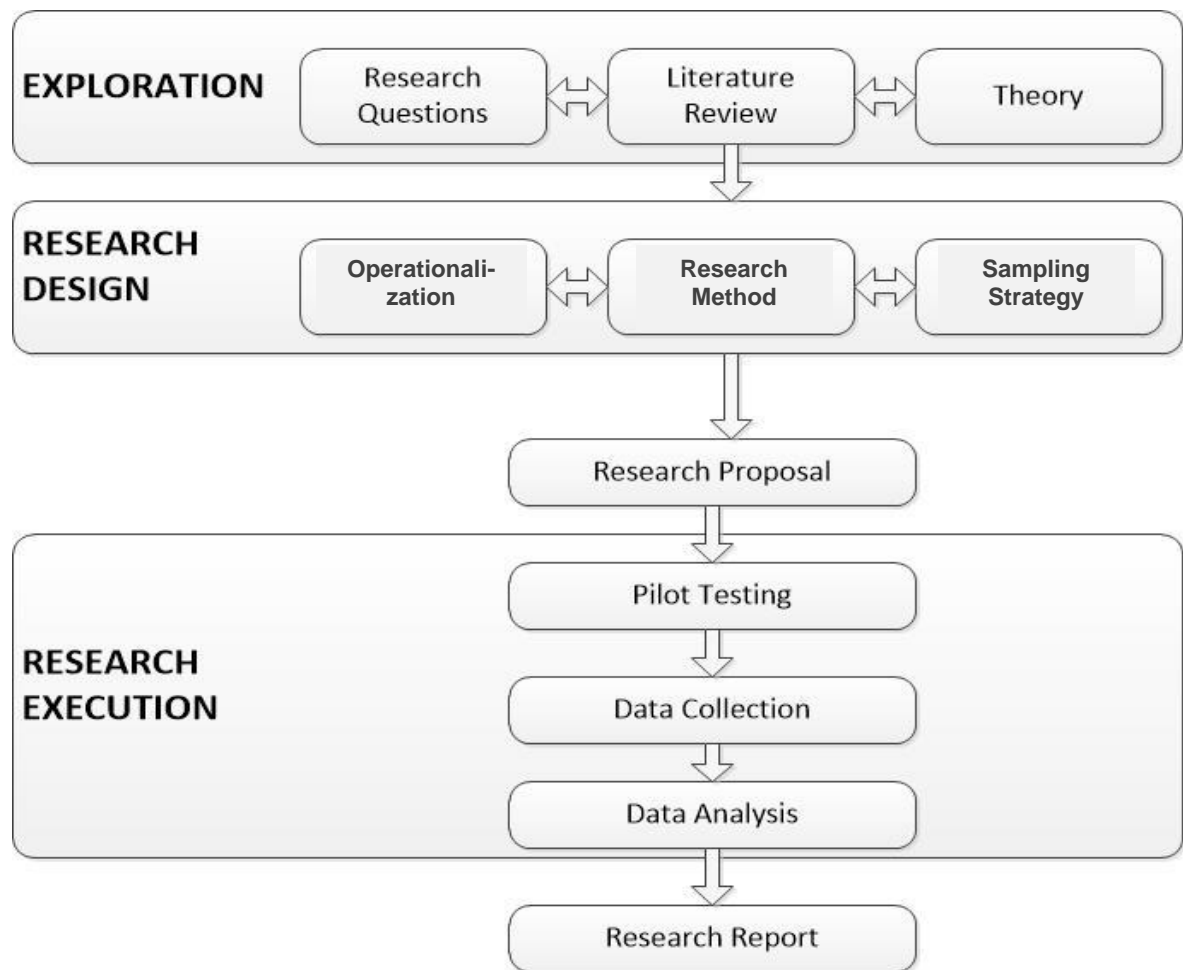 EXPLORATION
Research
Questions
Literature
Review
Theory
RESEARCH
DESIGN
Operationali-
zation
Research
Method
Sampling
Strategy
Research Proposal
RESEARCH
EXECUTION
Pilot Testing
Data Collection
Data Analysis
Research Report